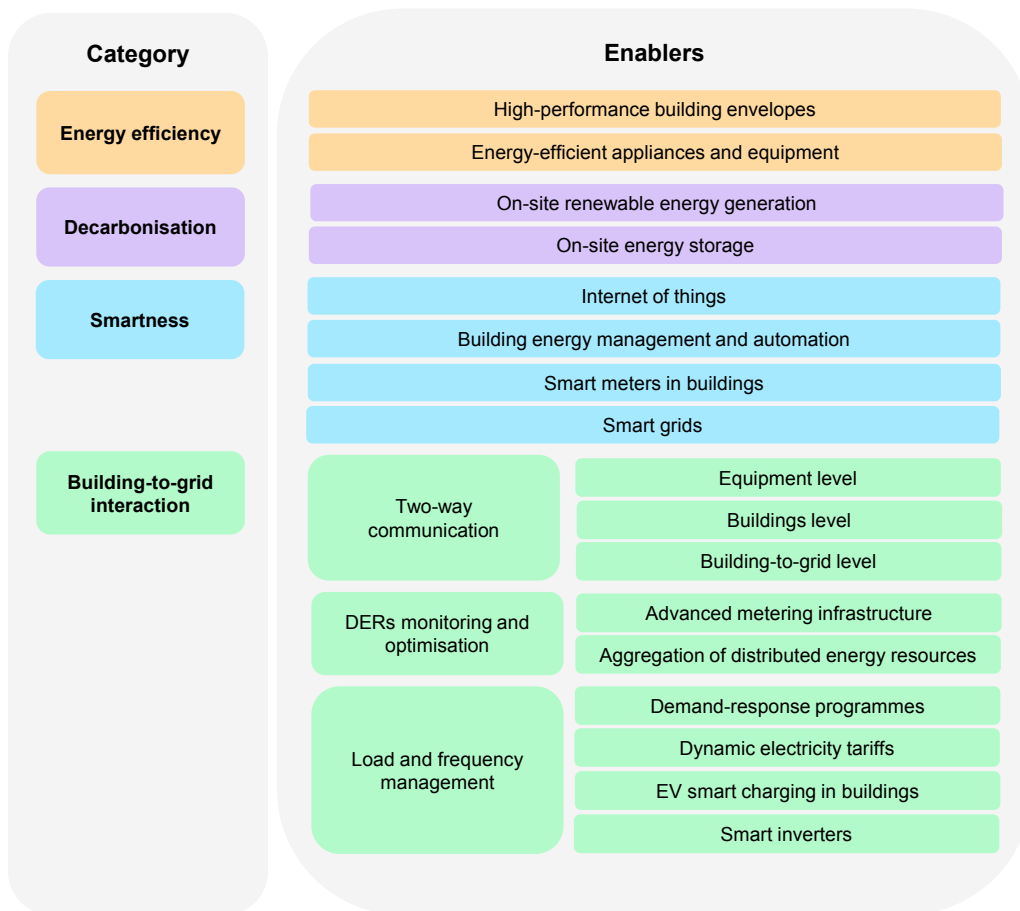 Category
Enablers
Energy efficiency
High-performance building envelopes
Energy-efficient appliances and equipment
Decarbonisation
On-site renewable energy generation
On-site energy storage
Smartness
Internet of things
Building energy management and automation
Smart meters in buildings
Smart grids
Building-to-grid
interaction
Two-way
communication
Equipment level
Buildings level
Building-to-grid level
DERs monitoring and
optimisation
Advanced metering infrastructure
Aggregation of distributed energy resources
Load and frequency
management
Demand-response programmes
Dynamic electricity tariffs
EV smart charging in buildings
Smart inverters